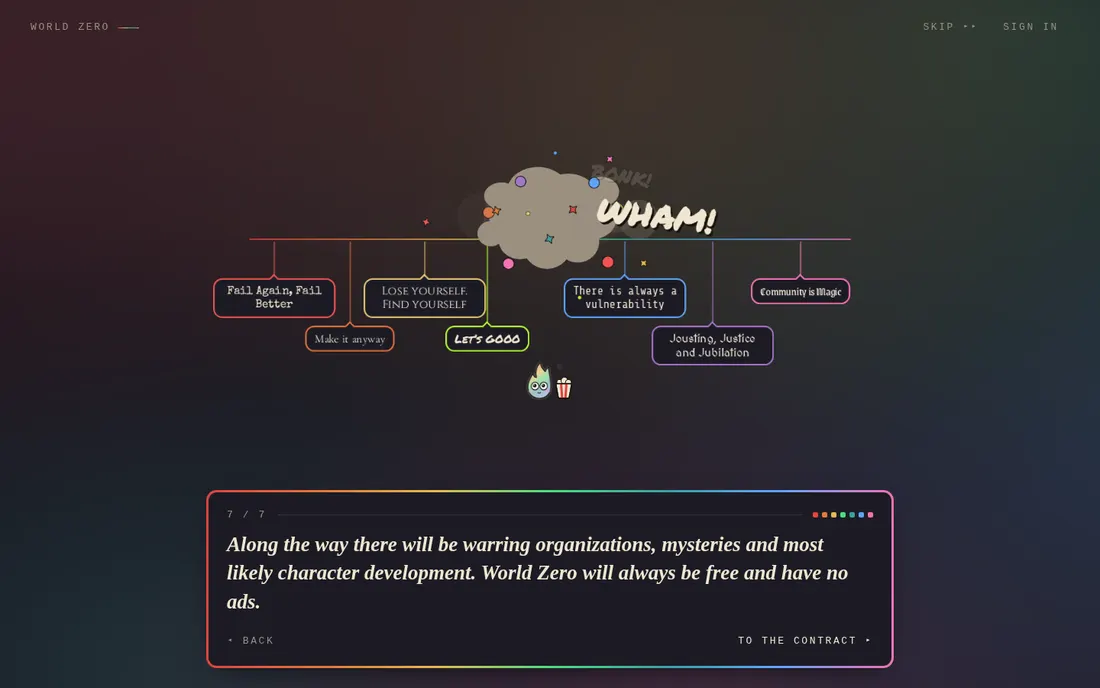 WORLD ZERO
SKIP
SIGN IN
BONK!
WHAM!
Fail Again, Fail
Better
Make it anyway
LOSE YOURSELF.
FIND YOURSELF
LET'S GOOO
There is always a
vulnerability
Jousting, Justice
and Jubilation
Community is Magic
7 / 7
Along the way there will be warring organizations, mysteries and most
likely character development. World Zero will always be free and have no
ads.
BACK
TO THE CONTRACT